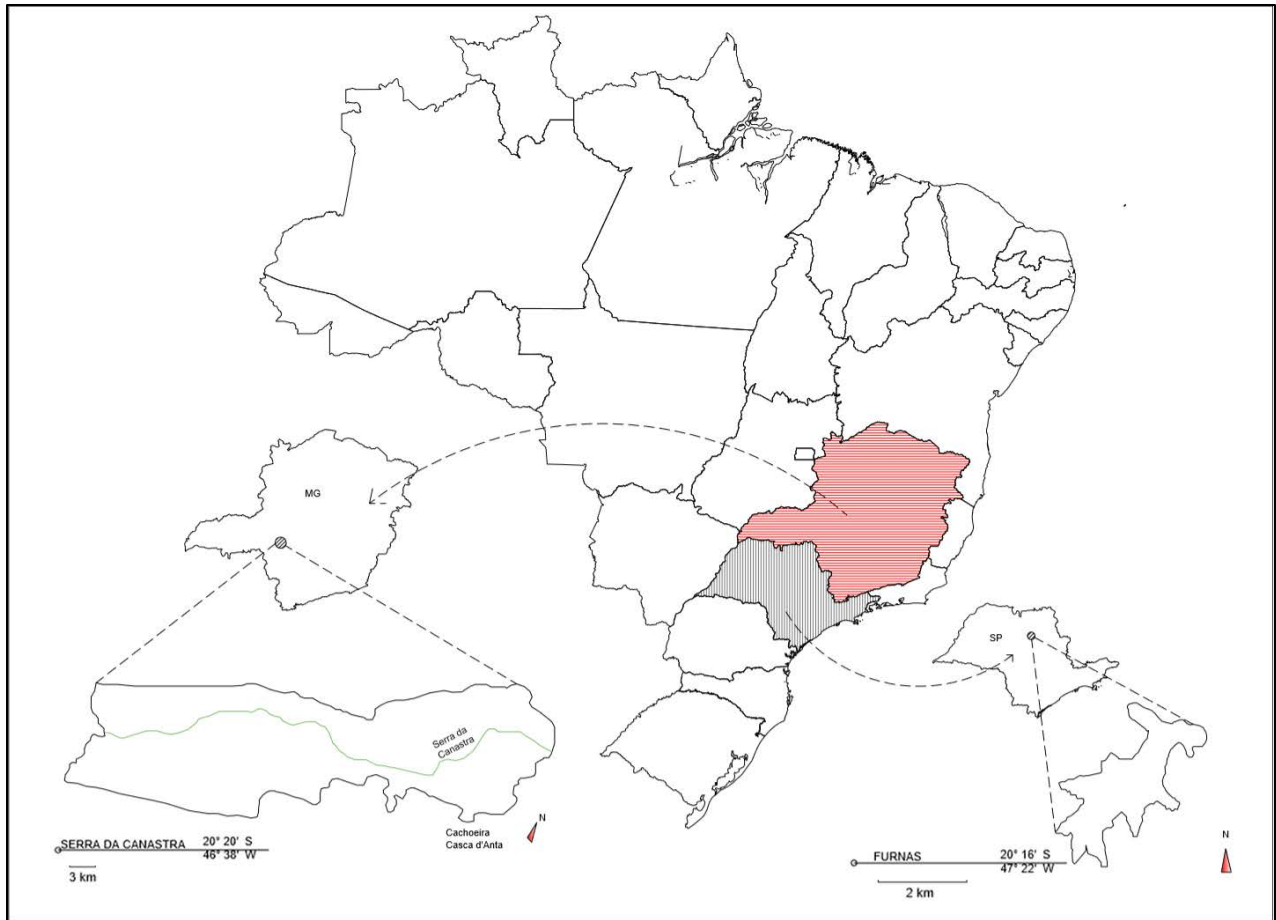 MG
SP
Serra da
Canastra
N
Cachoeira
Casca d'Anta
SERRA DA CANASTRA
20° 20' S
46° 38' W
3 km
N
FURNAS
20° 16' S
47° 22' W
2 km